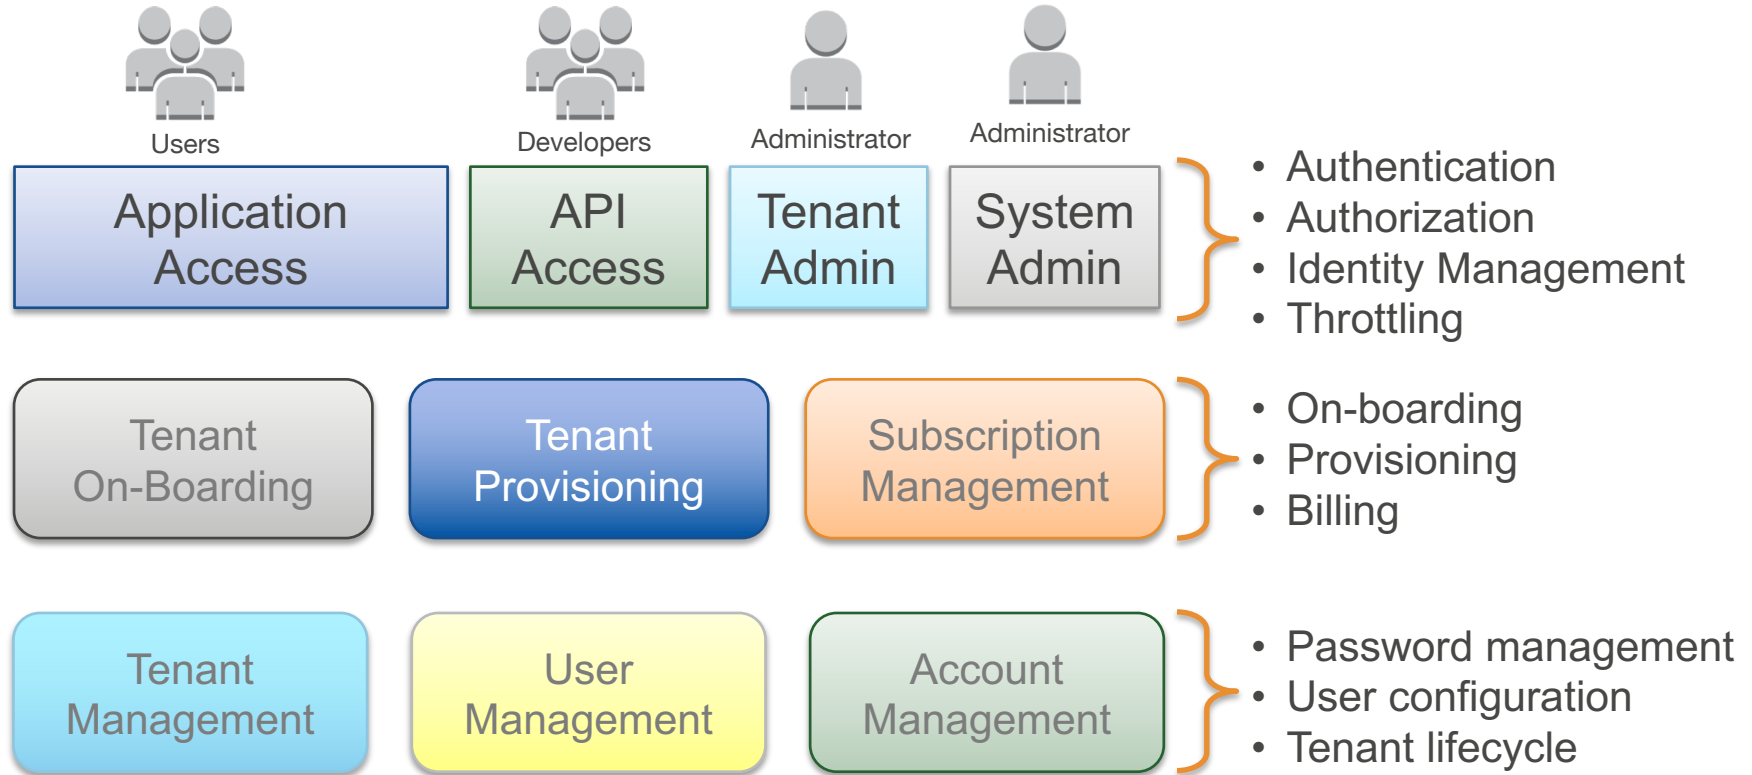 Users
Developers
Administrator
Administrator
Application
Access
API
Access
Tenant
Admin
System
Admin
• Authentication
• Authorization
• Identity Management
• Throttling
Tenant
On-Boarding
Tenant
Provisioning
Subscription
Management
• On-boarding
• Provisioning
• Billing
Tenant
Management
User
Management
Account
Management
• Password management
• User configuration
• Tenant lifecycle